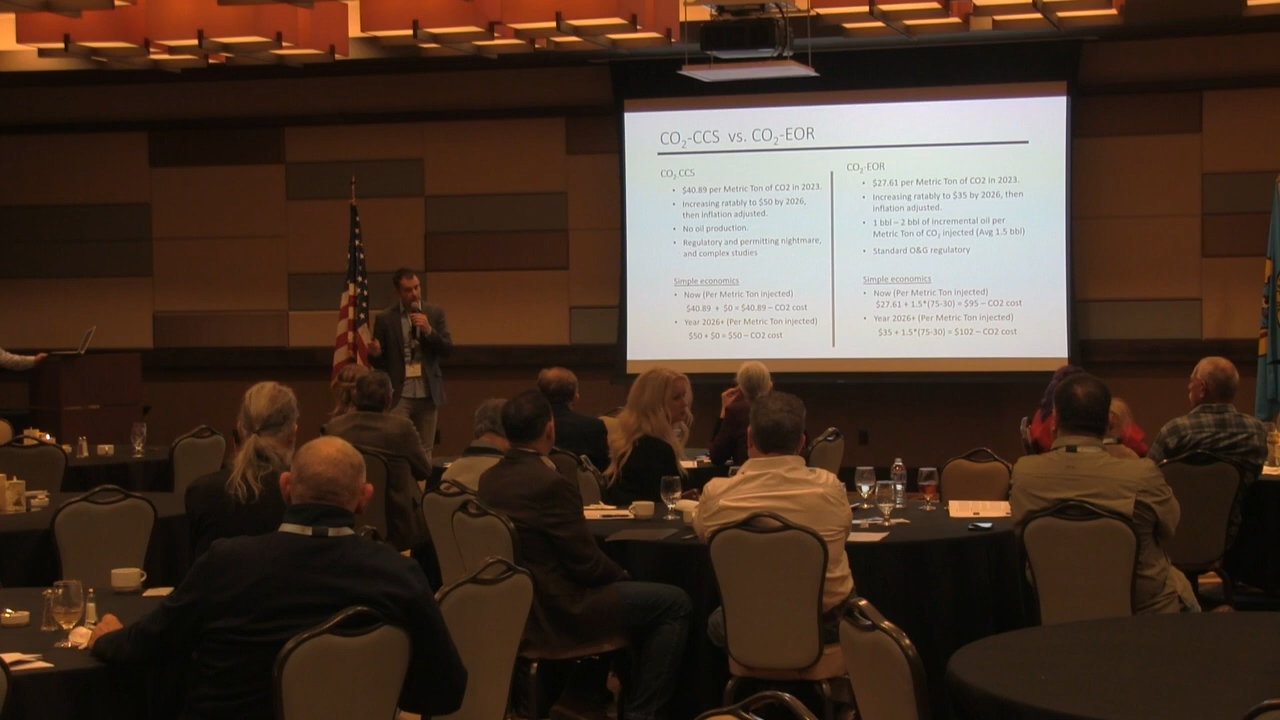 CO2-CCS vs. CO2-EOR
CO2 CCS
• $40.89 per Metric Ton of CO2 in 2023.
• Increasing ratably to $50 by 2026,
then inflation adjusted.
• No oil production.
• Regulatory and permitting nightmare,
and complex studies
Simple economics
• Now (Per Metric Ton Injected)
$40.89 + $0 = $40.89 – CO2 cost
• Year 2026+ (Per Metric Ton injected)
$50 + $0 = $50 – CO2 cost
CO2-EOR
• $27.61 per Metric Ton of CO2 in 2023.
• Increasing ratably to $35 by 2026, then
inflation adjusted.
• 1 bbl – 2 bbl of incremental oil per
Metric Ton of CO2 injected (Avg 1.5 bbl)
• Standard O&G regulatory
Simple economics
• Now (Per Metric Ton Injected)
$27.61 + 1.5*(75-30) = $95 – CO2 cost
• Year 2026+ (Per Metric Ton Injected)
$35 + 1.5*(75-30) = $102 – CO2 cost